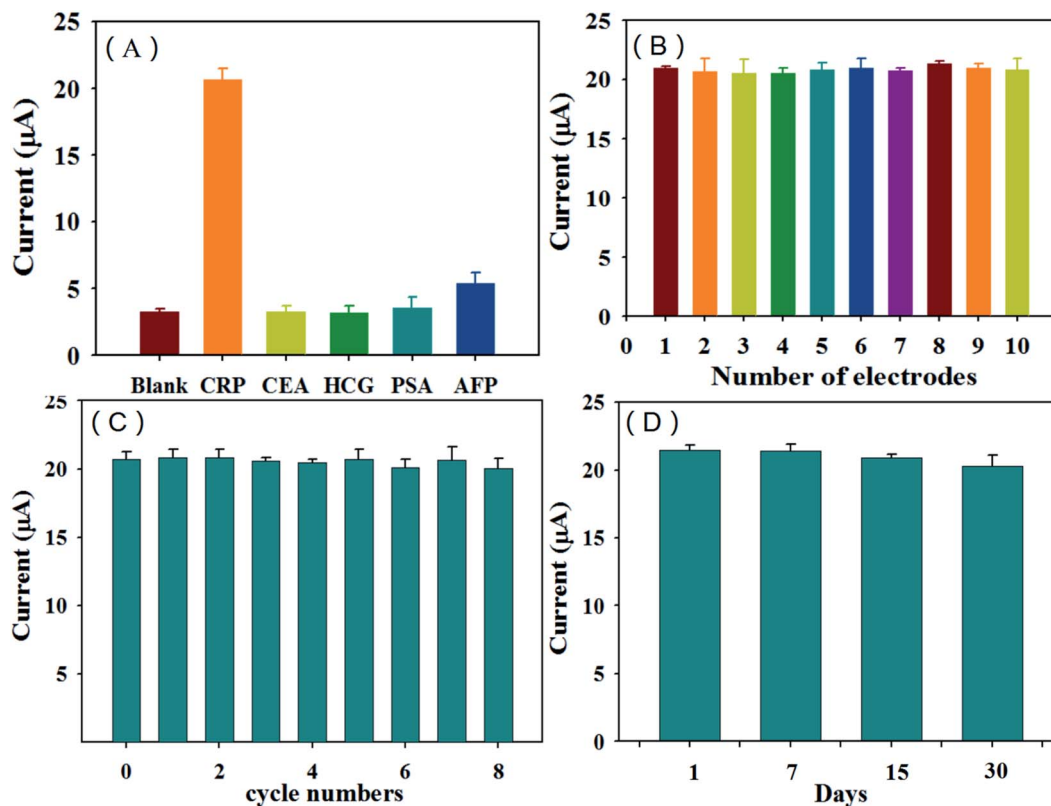 (A)
Current (μA)
25
20
15
10
5
0
Blank CRP CEA HCG PSA AFP
(B)
Current (μA)
25
20
15
10
5
0
0 1 2 3 4 5 6 7 8 9 10
Number of electrodes
(C)
Current (μA)
25
20
15
10
5
0 2 4 6 8
cycle numbers
(D)
Current (μA)
25
20
15
10
5
0
1 7 15 30
Days